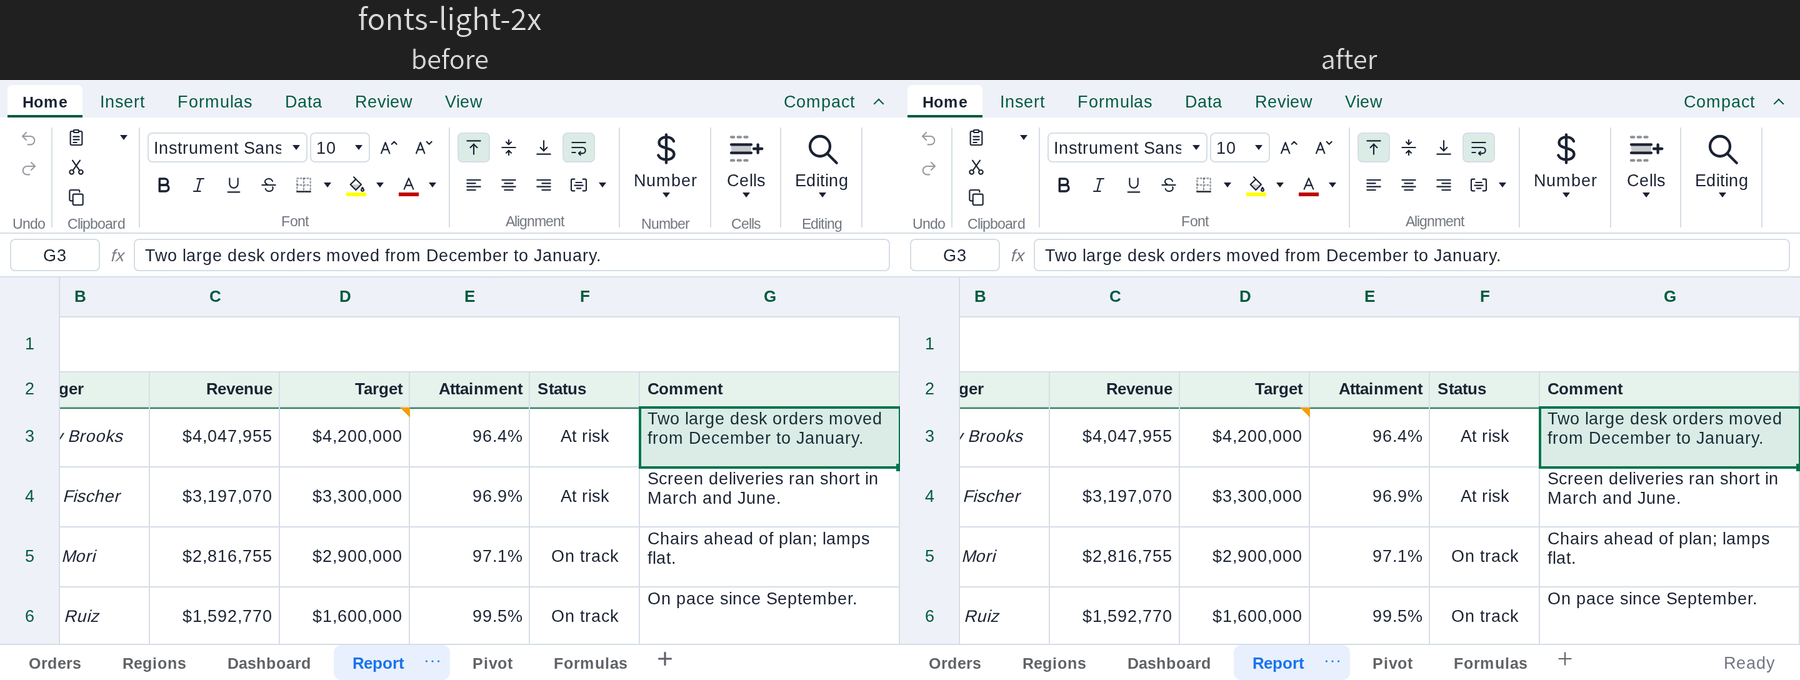 fonts-light-2x
before
after
Home Insert Formulas Data Review View Compact
Instrument Sans 10 A^ A˅
B I U S A
Number Cells Editing
Undo Clipboard Font Alignment Number Cells Editing
G3 fx Two large desk orders moved from December to January.
B C D E F G
1
2 ger Revenue Target Attainment Status Comment
3 y Brooks $4,047,955 $4,200,000 96.4% At risk Two large desk orders moved
from December to January.
4 Fischer $3,197,070 $3,300,000 96.9% At risk Screen deliveries ran short in
March and June.
5 Mori $2,816,755 $2,900,000 97.1% On track Chairs ahead of plan; lamps
flat.
6 Ruiz $1,592,770 $1,600,000 99.5% On track On pace since September.
Orders Regions Dashboard Report ... Pivot Formulas +
Home Insert Formulas Data Review View Compact
Instrument Sans 10 A^ A˅
B I U S A
Number Cells Editing
Undo Clipboard Font Alignment
G3 fx Two large desk orders moved from December to January.
B C D E F G
1
2 ger Revenue Target Attainment Status Comment
3 y Brooks $4,047,955 $4,200,000 96.4% At risk Two large desk orders moved
from December to January.
4 Fischer $3,197,070 $3,300,000 96.9% At risk Screen deliveries ran short in
March and June.
5 Mori $2,816,755 $2,900,000 97.1% On track Chairs ahead of plan; lamps
flat.
6 Ruiz $1,592,770 $1,600,000 99.5% On track On pace since September.
Orders Regions Dashboard Report ... Pivot Formulas + Ready